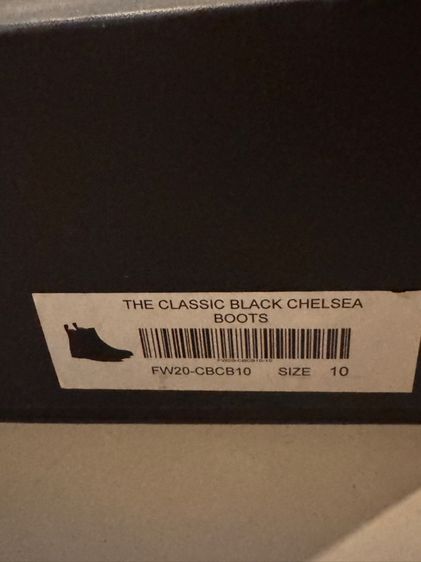 THE CLASSIC BLACK CHELSEA
BOOTS
FW20-CBCB10
SIZE 10